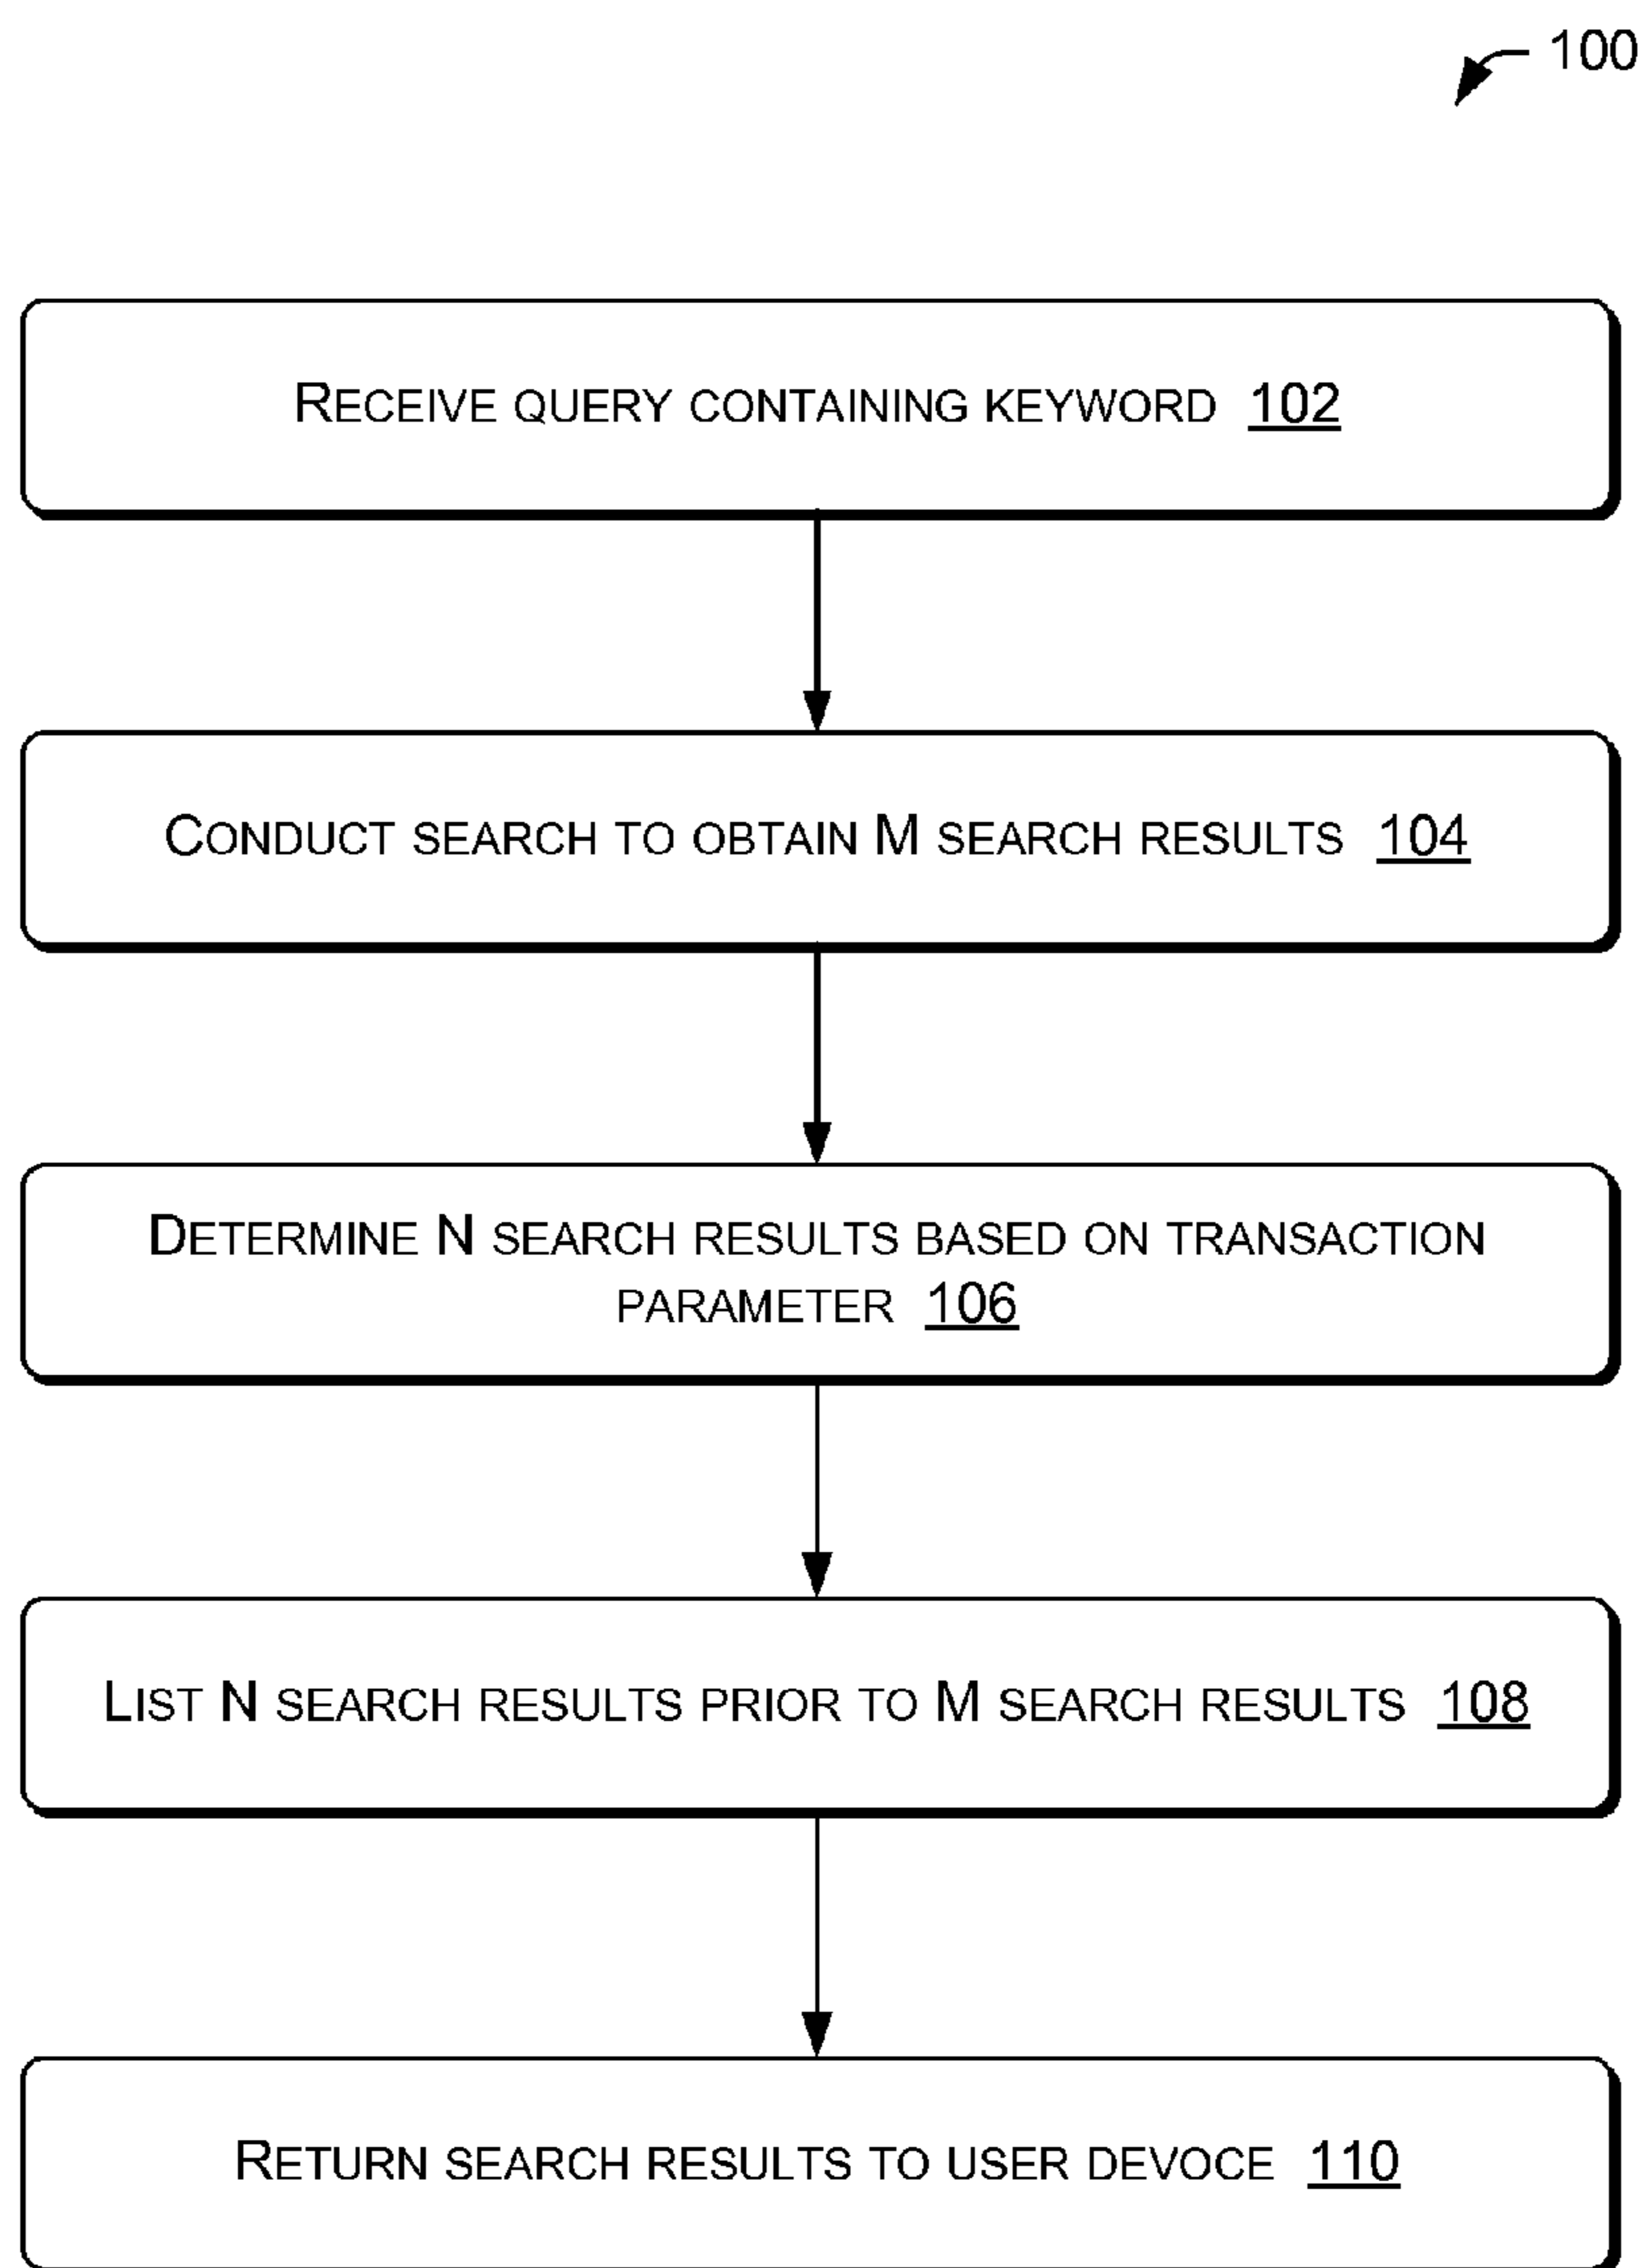 100
RECEIVE QUERY CONTAINING KEYWORD 102
CONDUCT SEARCH TO OBTAIN M SEARCH RESULTS 104
DETERMINE N SEARCH RESULTS BASED ON TRANSACTION
PARAMETER 106
LIST N SEARCH RESULTS PRIOR TO M SEARCH RESULTS 108
RETURN SEARCH RESULTS TO USER DEVOCE 110